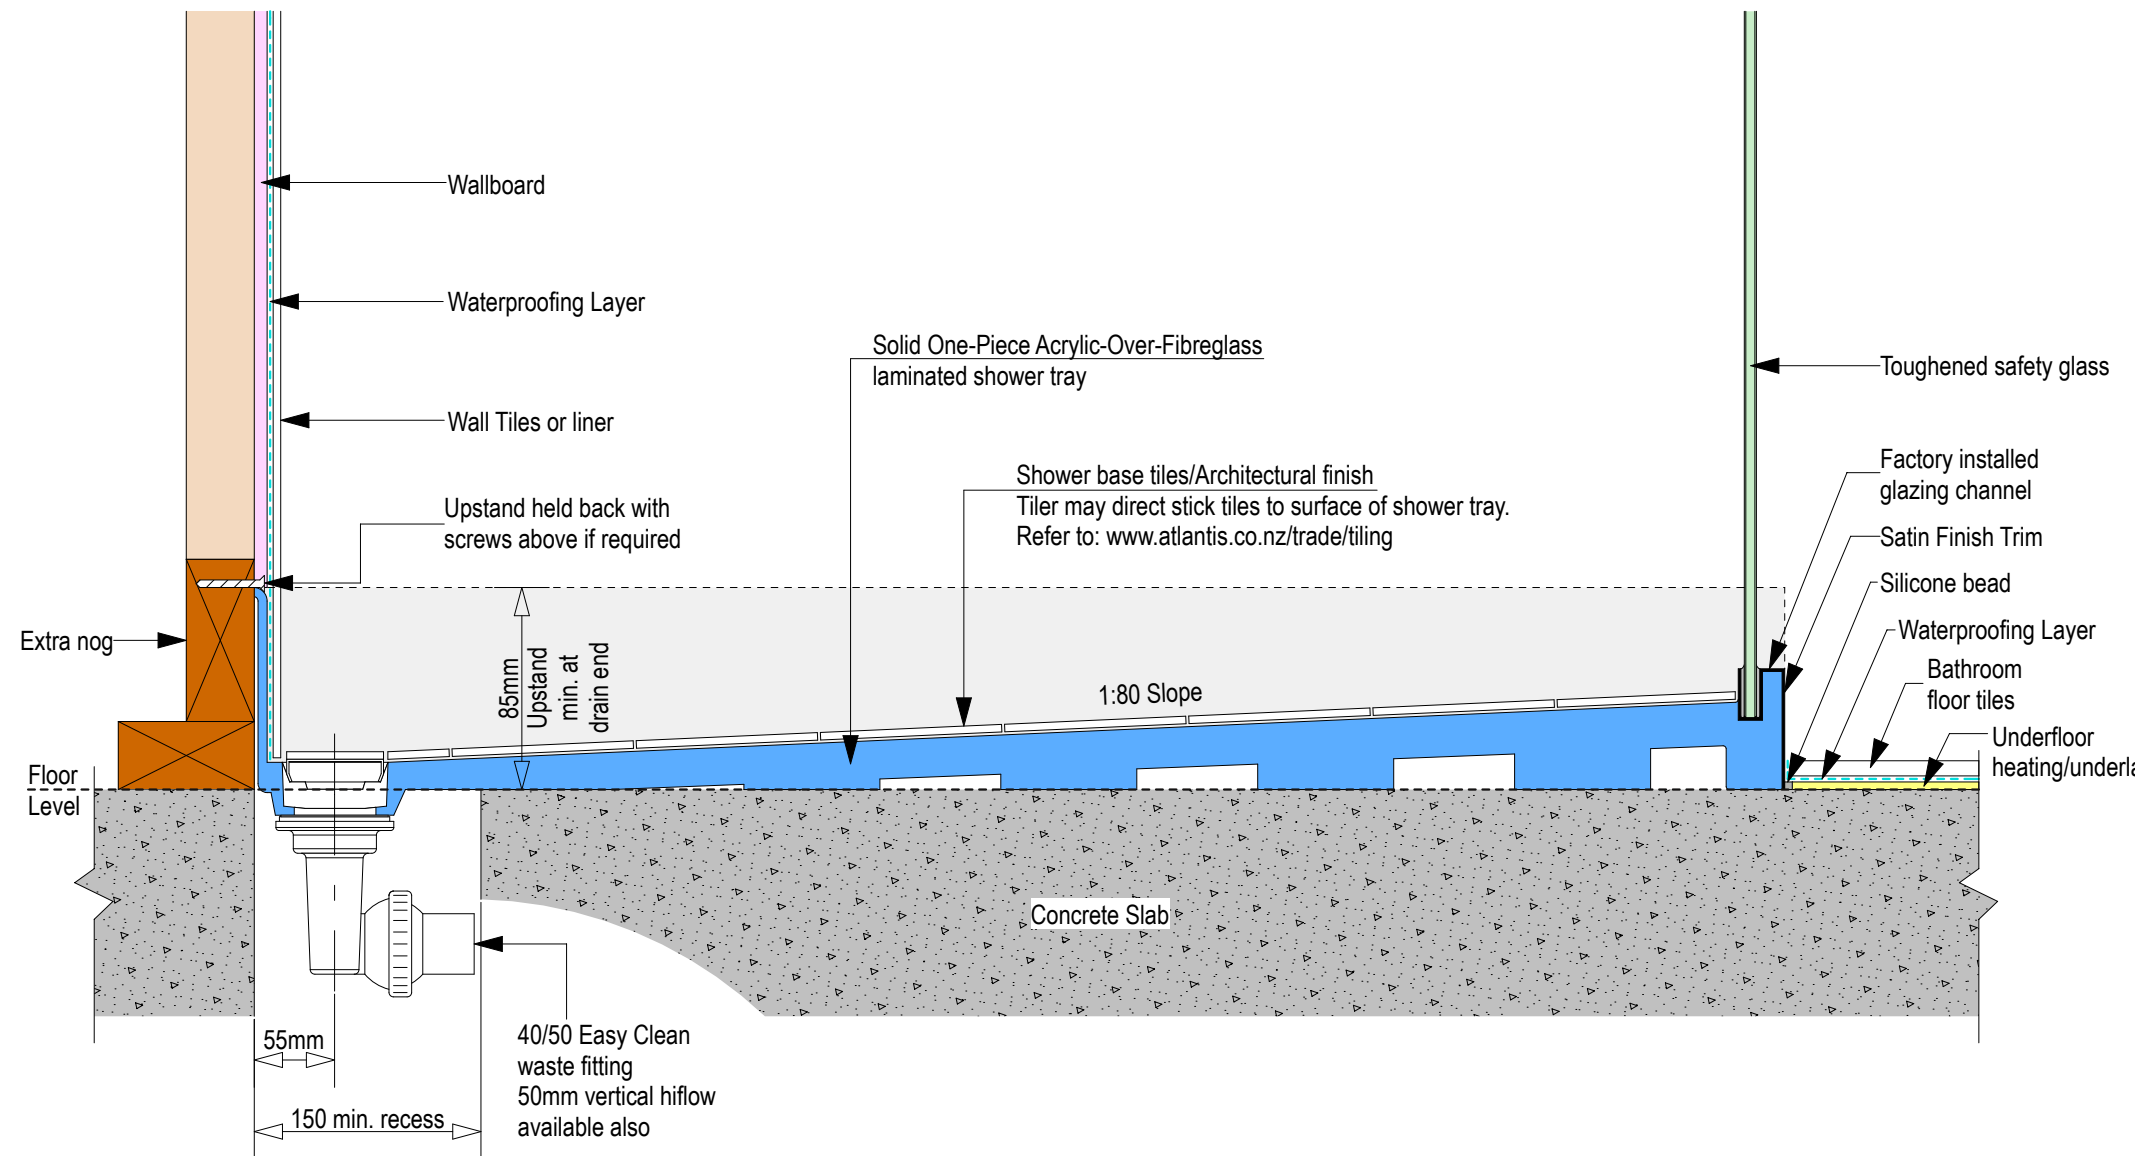 Wallboard
Waterproofing Layer
Solid One-Piece Acrylic-Over-Fibreglass
laminated shower tray
Toughened safety glass
Wall Tiles or liner
Shower base tiles/Architectural finish
Tiler may direct stick tiles to surface of shower tray.
Refer to: www.atlantis.co.nz/trade/tiling
Factory installed
glazing channel
Upstand held back with
screws above if required
Satin Finish Trim
Silicone bead
Extra nog
Waterproofing Layer
85mm
Upstand
min. at
drain end
1:80 Slope
Bathroom
floor tiles
Underfloor
heating/underla
Floor
Level
Concrete Slab
55mm
40/50 Easy Clean
waste fitting
50mm vertical hiflow
available also
150 min. recess